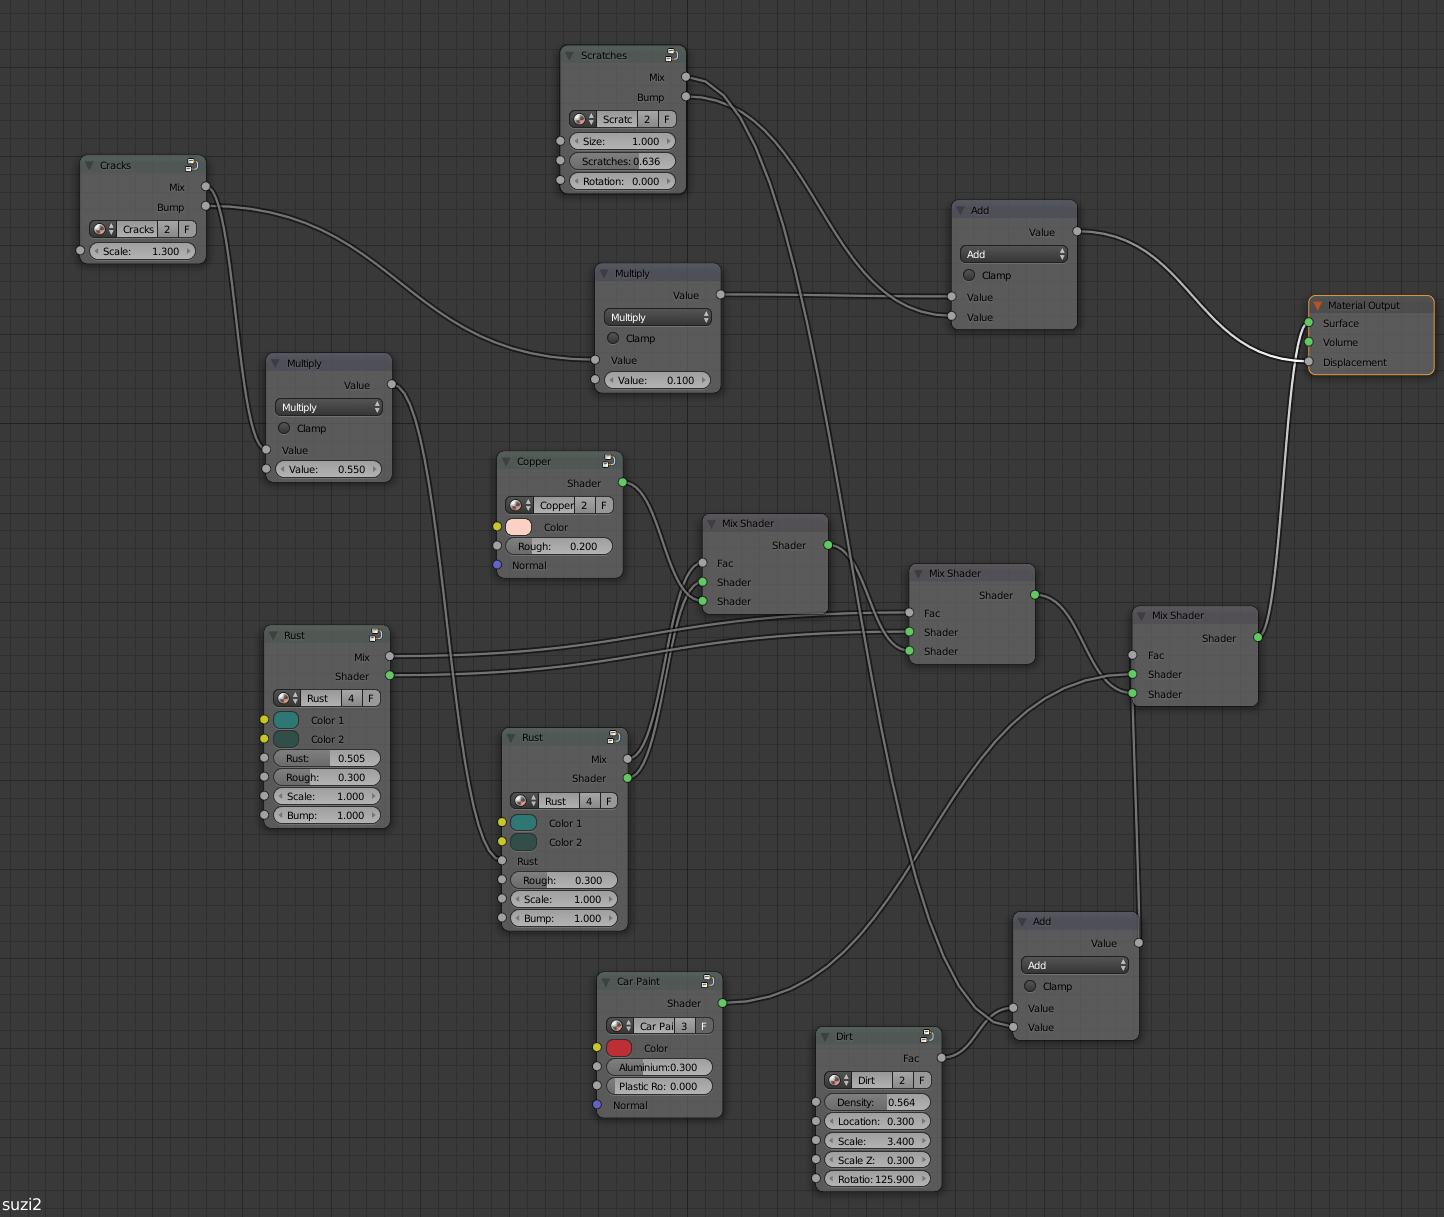 Scratches
Mix
Bump
Scratc 2 F
Size: 1.000
Scratches: 0.636
Rotation: 0.000
Cracks
Mix
Bump
Cracks 2 F
Scale: 1.300
Add
Value
Add
Clamp
Value
Value
Multiply
Value
Multiply
Clamp
Value
Value: 0.100
Material Output
Surface
Volume
Displacement
Multiply
Value
Multiply
Clamp
Value
Value: 0.550
Copper
Shader
Copper 2 F
Color
Rough: 0.200
Normal
Mix Shader
Shader
Fac
Shader
Shader
Mix Shader
Shader
Fac
Shader
Shader
Mix Shader
Shader
Fac
Shader
Shader
Rust
Mix
Shader
Rust 4 F
Color 1
Color 2
Rust: 0.505
Rough: 0.300
Scale: 1.000
Bump: 1.000
Rust
Mix
Shader
Rust 4 F
Color 1
Color 2
Rust
Rough: 0.300
Scale: 1.000
Bump: 1.000
Add
Value
Add
Clamp
Value
Value
Car Paint
Shader
Car Pai 3 F
Color
Aluminium:0.300
Plastic Ro: 0.000
Normal
Dirt
Fac
Dirt 2 F
Density: 0.564
Location: 0.300
Scale: 3.400
Scale Z: 0.300
Rotatio: 125.900
suzi2